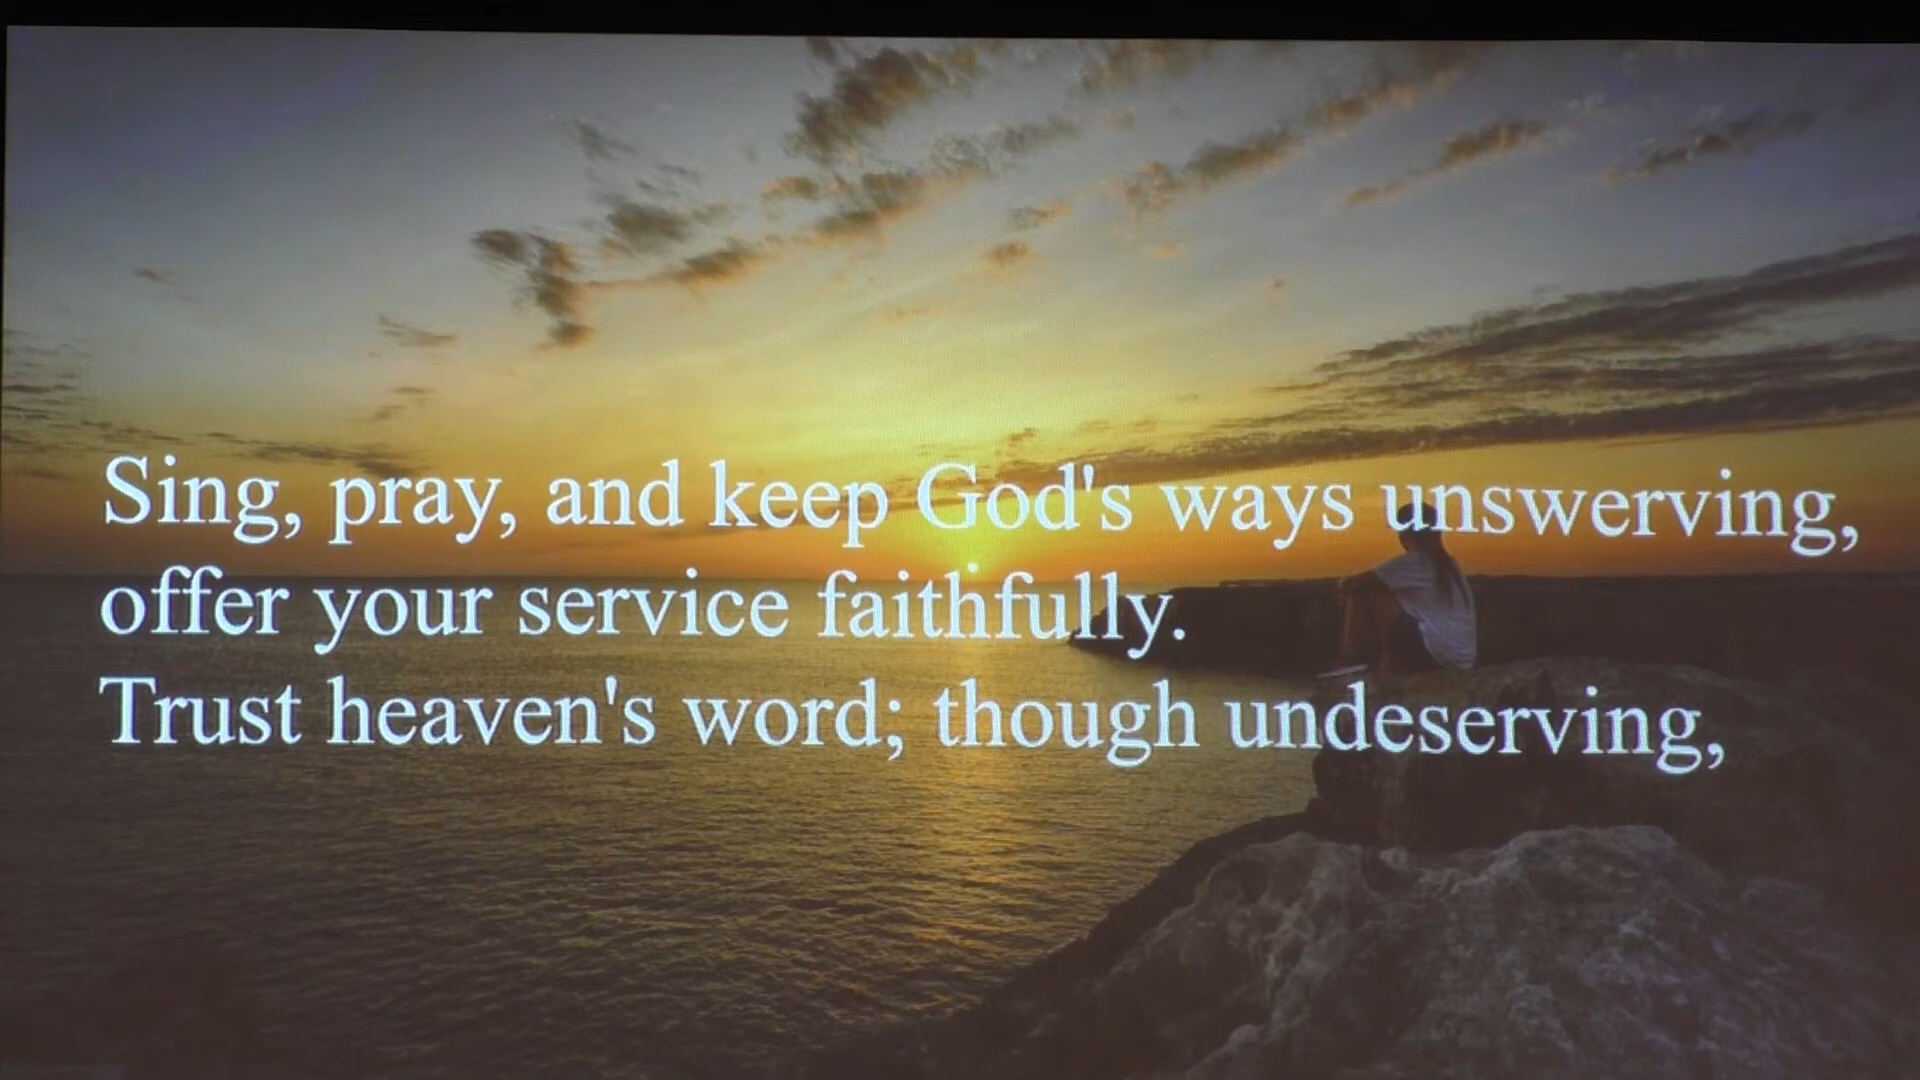 Sing, pray, and keep God's ways unswerving,
offer your service faithfully.
Trust heaven's word; though undeserving,